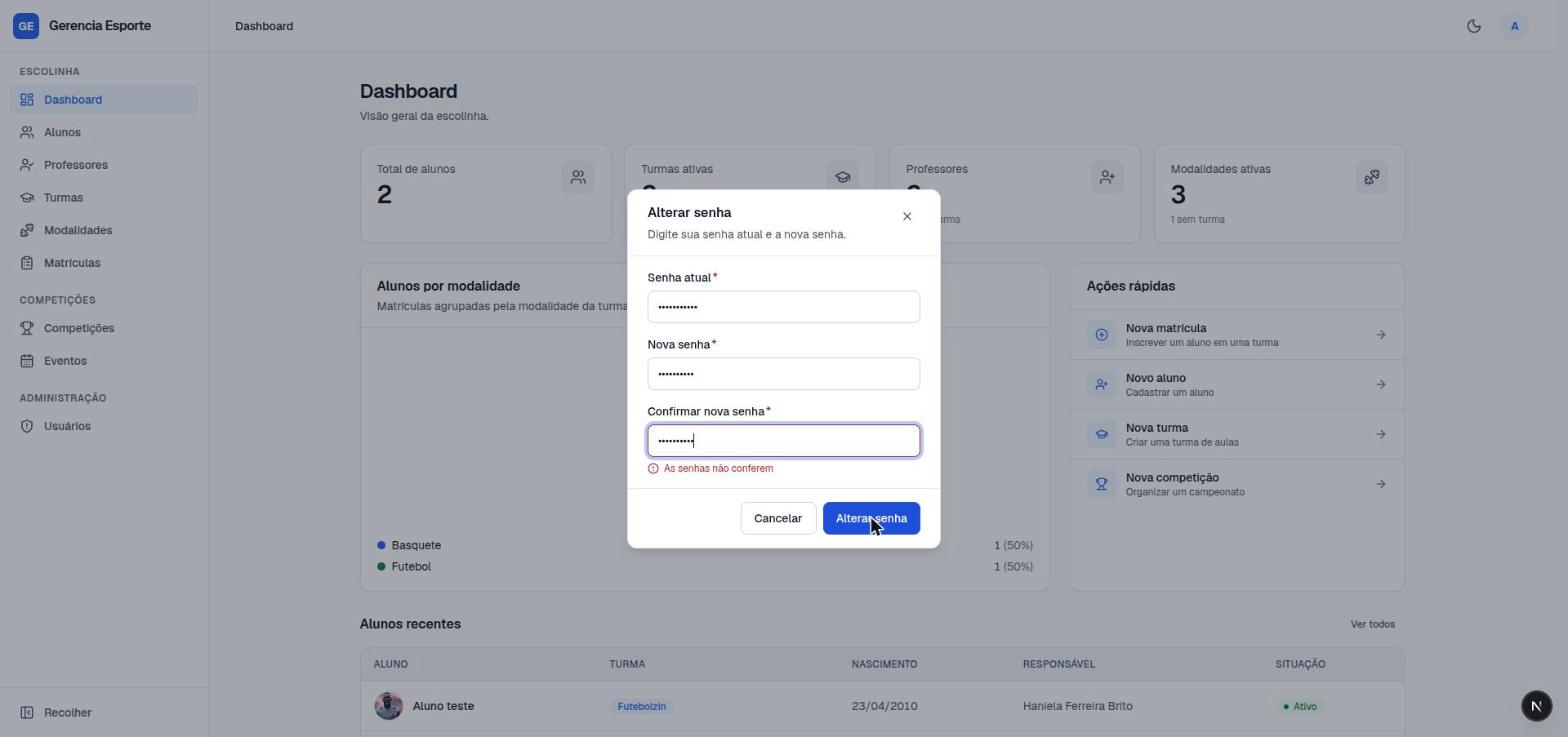 GE Gerencia Esporte
Dashboard
A
ESCOLINHA
Dashboard
Alunos
Professores
Turmas
Modalidades
Matrículas
COMPETIÇÕES
Competições
Eventos
ADMINISTRAÇÃO
Usuários
Recolher
Dashboard
Visão geral da escolinha.
Total de alunos
2
Turmas ativas
Professores
Modalidades ativas
3
1 sem turma
Alunos por modalidade
Matrículas agrupadas pela modalidade da turma
Basquete 1 (50%)
Futebol 1 (50%)
Ações rápidas
Nova matrícula
Inscrever um aluno em uma turma
Novo aluno
Cadastrar um aluno
Nova turma
Criar uma turma de aulas
Nova competição
Organizar um campeonato
Alterar senha
Digite sua senha atual e a nova senha.
Senha atual*
•••••••••••
Nova senha*
••••••••••
Confirmar nova senha*
••••••••••
As senhas não conferem
Cancelar Alterar senha
Alunos recentes Ver todos
ALUNO TURMA NASCIMENTO RESPONSÁVEL SITUAÇÃO
Aluno teste Futebolzin 23/04/2010 Haniela Ferreira Brito Ativo
N